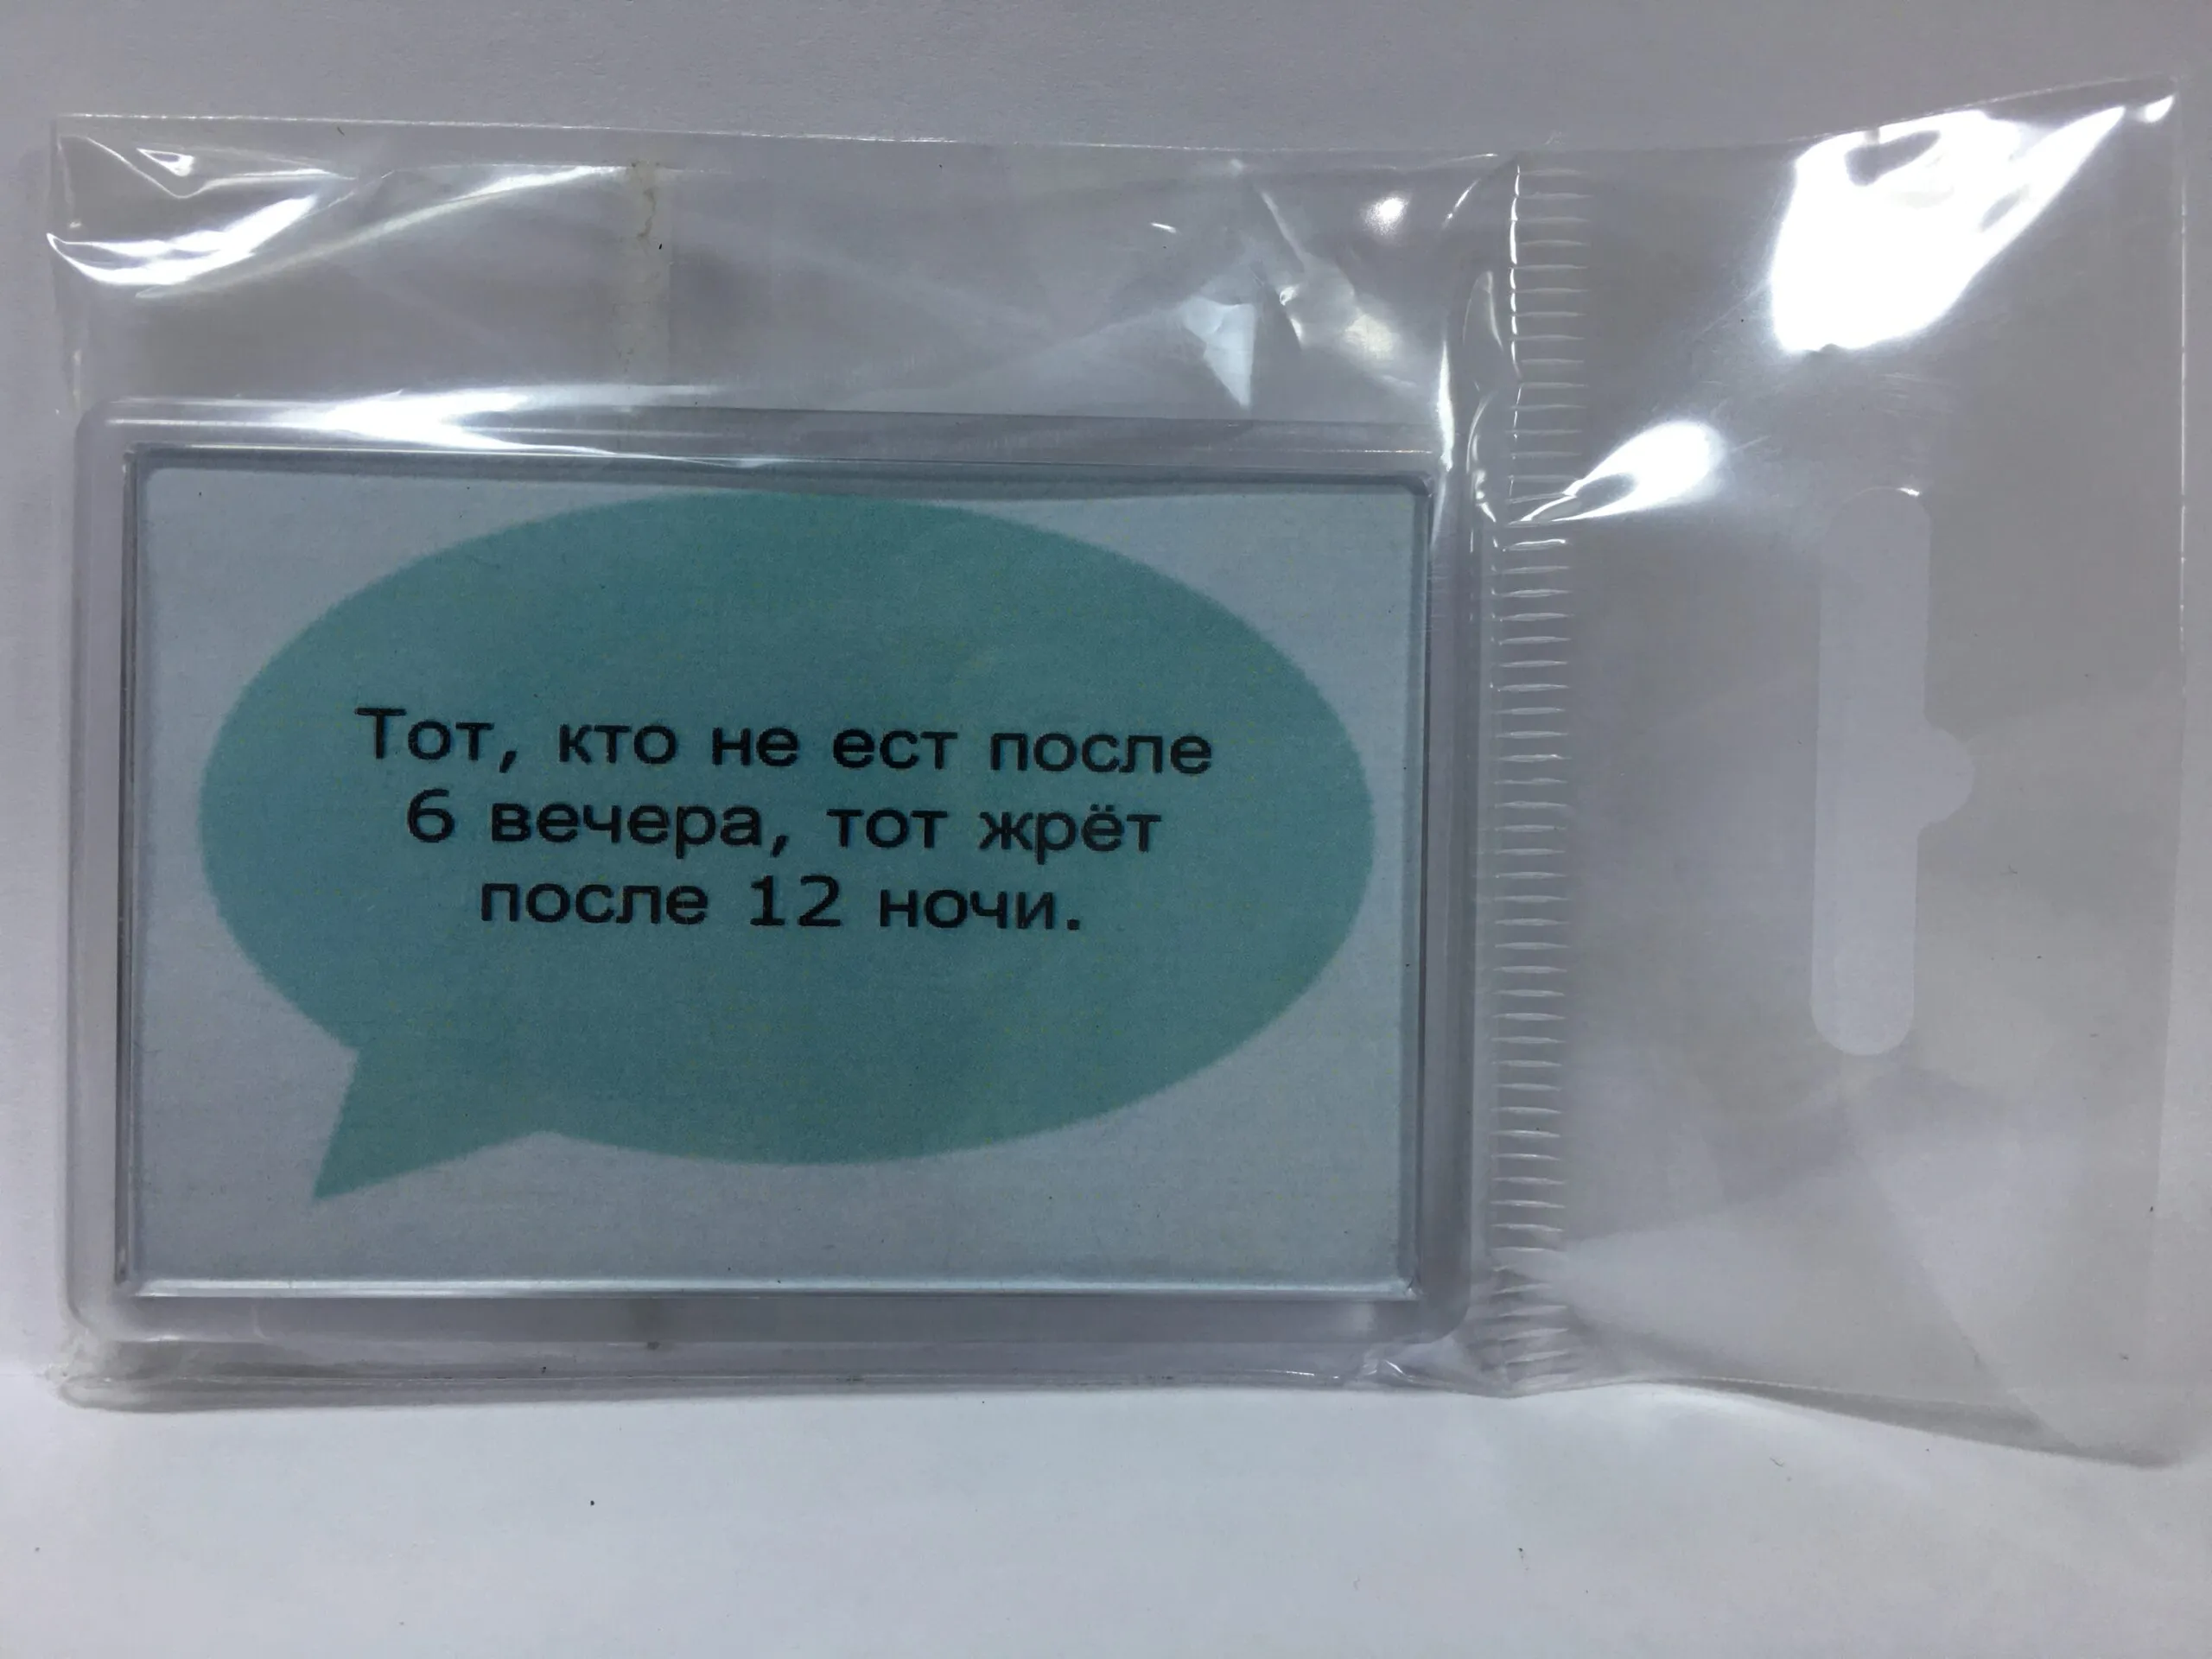 Тот, кто не ест после
6 вечера, тот жрёт
после 12 ночи.